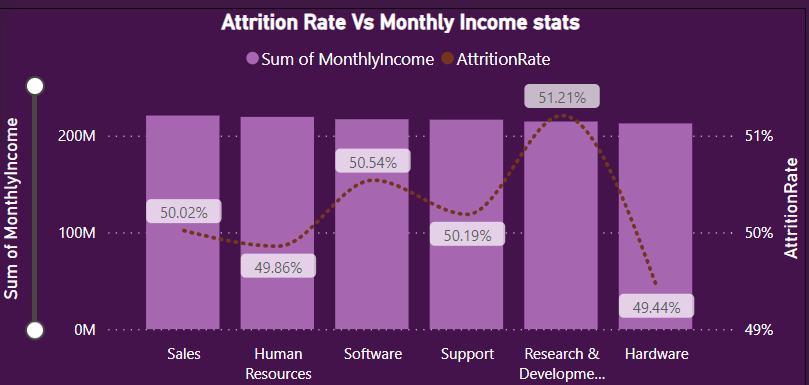 Attrition Rate Vs Monthly Income stats
Sum of MonthlyIncome AttritionRate
Sum of MonthlyIncome
200M
100M
0M
50.02%
49.86%
50.54%
50.19%
51.21%
49.44%
51%
50%
49%
AttritionRate
Sales
Human
Resources
Software
Support
Research &
Developme...
Hardware